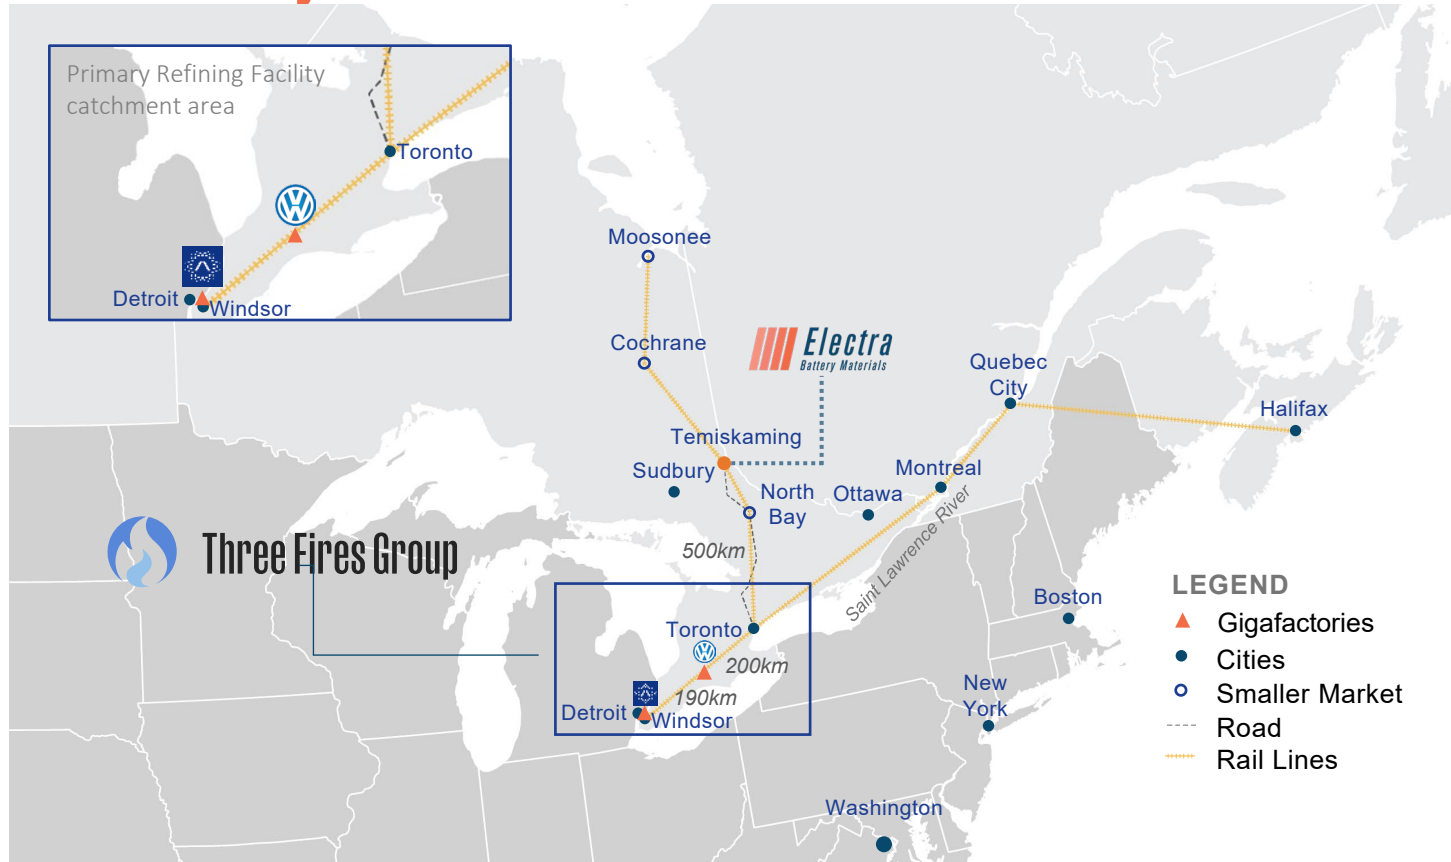 Primary Refining Facility
catchment area
Toronto
Detroit
Windsor
Moosonee
Cochrane
Electra
Battery Materials
Quebec
City
Halifax
Temiskaming
Sudbury
North
Bay
Ottawa
Montreal
Saint Lawrence River
500km
Three Fires Group
Toronto
200km
190km
Detroit
Windsor
Boston
New
York
Washington
LEGEND
Gigafactories
Cities
Smaller Market
Road
Rail Lines
VW
VW